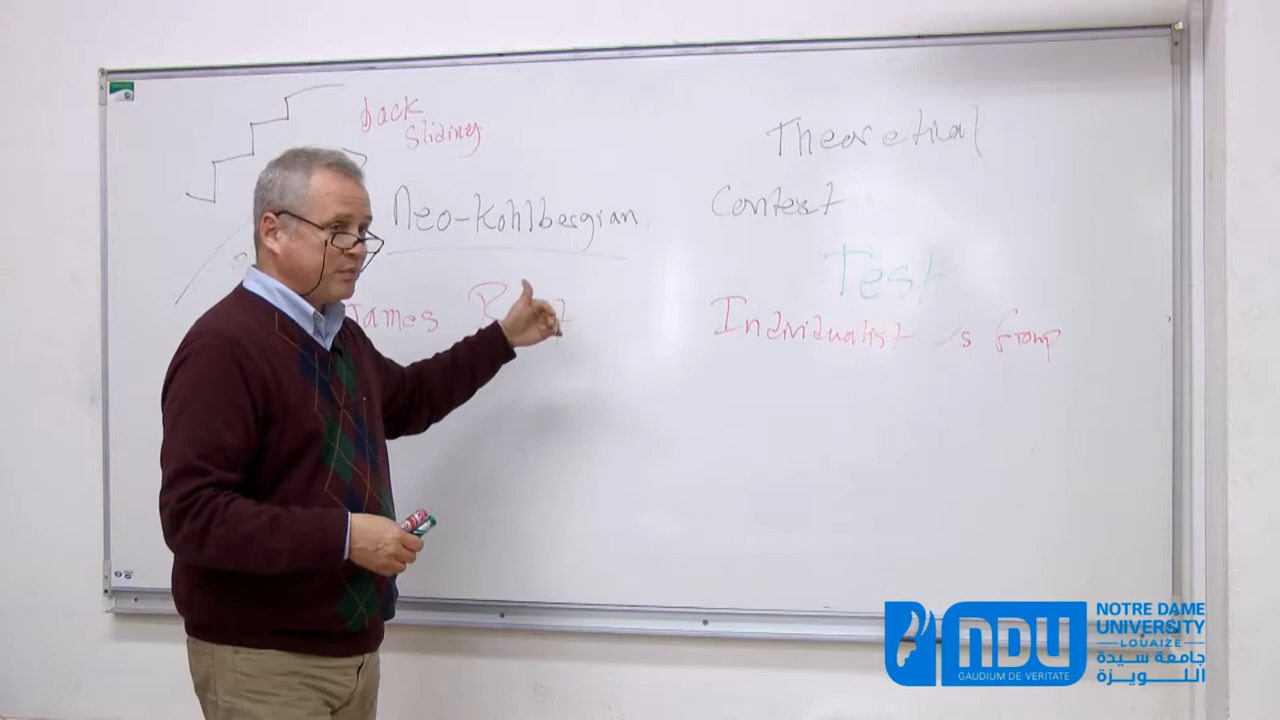 back
sliding
Neo-Kohlbergian
James
Theoretical
Context
Test
Individualist vs Group
NDU
GAUDIUM DE VERITATE
NOTRE DAME
UNIVERSITY
LOUAIZE
جامعة سيدة
اللويزة